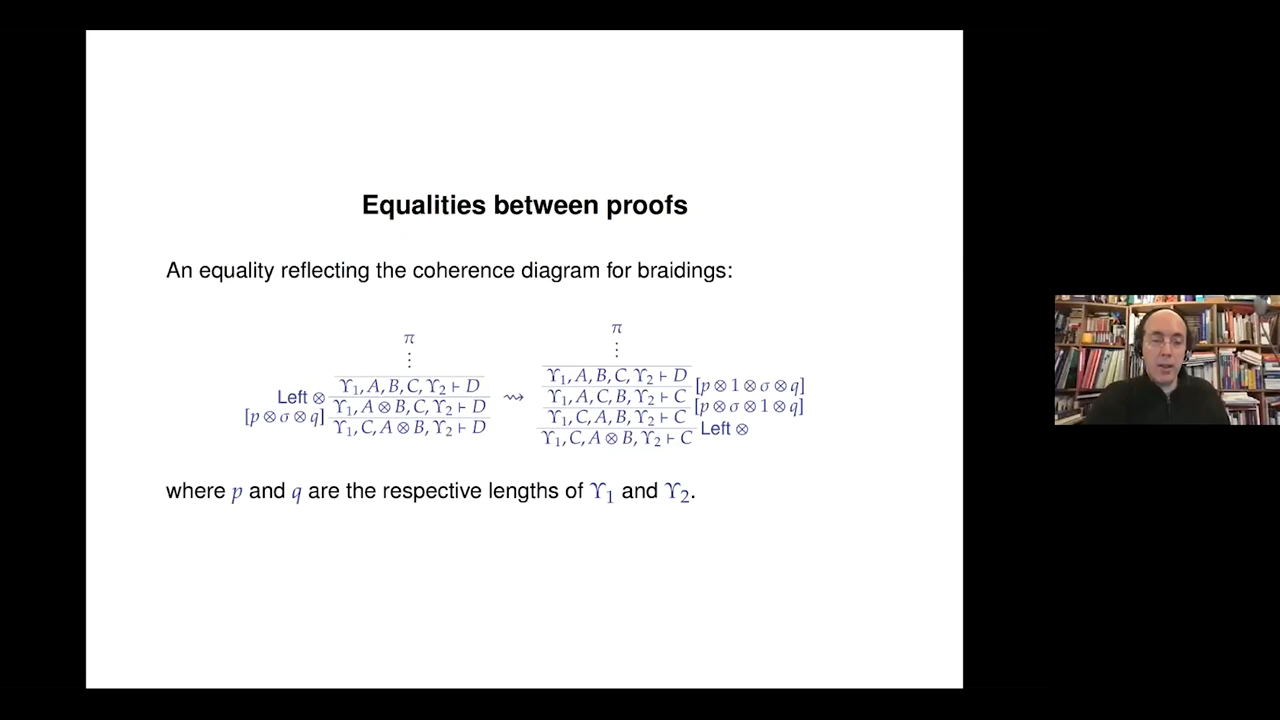 Equalities between proofs
An equality reflecting the coherence diagram for braidings:
π
⋮
Left ⊗
ϒ₁, A, B, C, ϒ₂ ⊢ D
[p ⊗ σ ⊗ q]
ϒ₁, A ⊗ B, C, ϒ₂ ⊢ D
ϒ₁, C, A ⊗ B, ϒ₂ ⊢ D
⇝
π
⋮
ϒ₁, A, B, C, ϒ₂ ⊢ D
[p ⊗ 1 ⊗ σ ⊗ q]
ϒ₁, A, C, B, ϒ₂ ⊢ C
[p ⊗ σ ⊗ 1 ⊗ q]
ϒ₁, C, A, B, ϒ₂ ⊢ C
Left ⊗
ϒ₁, C, A ⊗ B, ϒ₂ ⊢ C
where p and q are the respective lengths of ϒ₁ and ϒ₂.